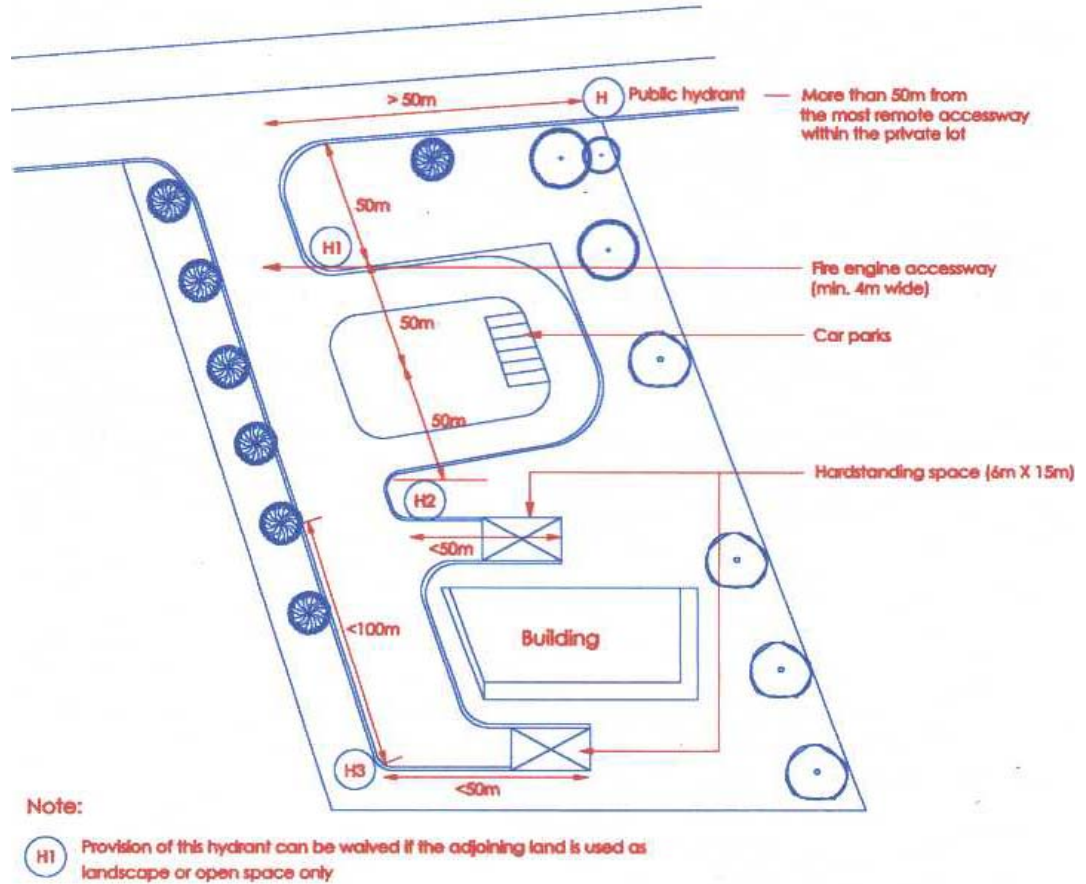 > 50m
H
Public hydrant
More than 50m from
the most remote accessway
within the private lot
50m
H1
Fire engine accessway
(min. 4m wide)
50m
Car parks
50m
Hardstanding space (6m X 15m)
H2
<50m
<100m
Building
H3
<50m
Note:
H1 Provision of this hydrant can be waived if the adjoining land is used as
landscape or open space only